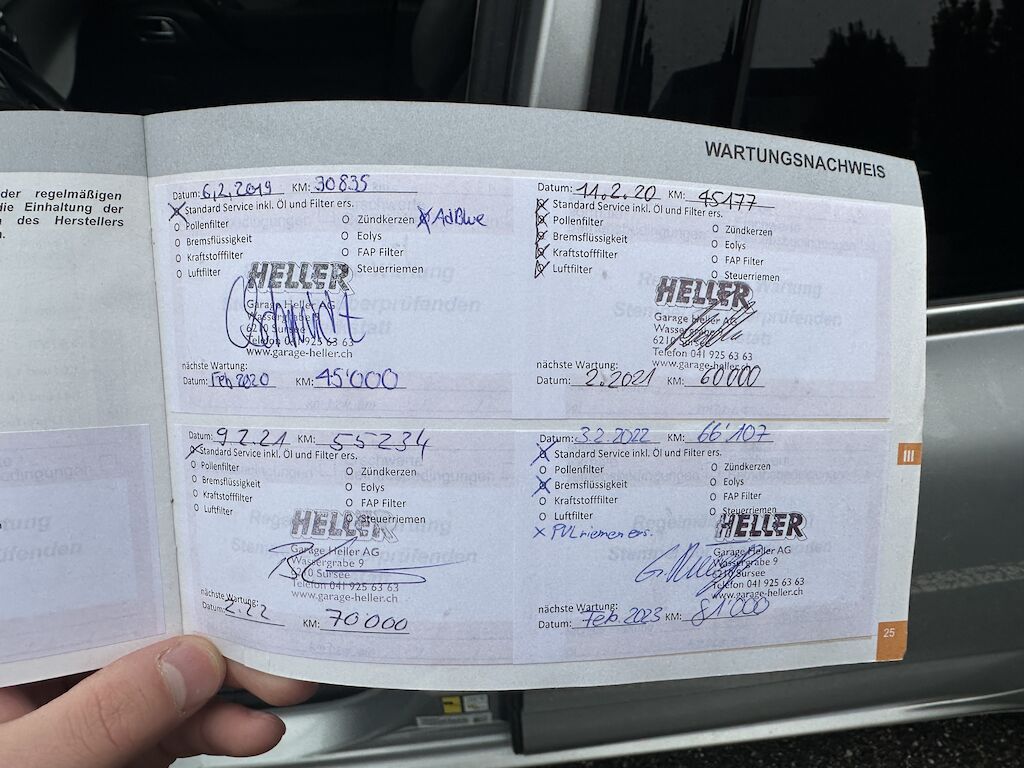 WARTUNGSNACHWEIS
der regelmäßigen
die Einhaltung der
des Herstellers
Datum: 6,2,2019 KM: 30835
Standard Service inkl. Öl und Filter ers.
Pollenfilter
Zündkerzen
AdBlue
Bremsflüssigkeit
Eolys
Kraftstofffilter
FAP Filter
Luftfilter
Steuerriemen
HELLER
Garage Heller AG
Wassergrabe 9
6210 Sursee
Telefon 041 925 63 63
www.garage-heller.ch
nächste Wartung:
Datum: Feb. 2020 KM: 45'000
Datum: 11.2.20 KM: 45177
Standard Service inkl. Öl und Filter ers.
Pollenfilter
Zündkerzen
Bremsflüssigkeit
Eolys
Kraftstofffilter
FAP Filter
Luftfilter
Steuerriemen
HELLER
Garage Heller AG
Wassergrabe 9
6210 Sursee
Telefon 041 925 63 63
www.garage-heller.ch
nächste Wartung:
Datum: 2.2021 KM: 60000
Datum: 9.2.21 KM: 55234
Standard Service inkl. Öl und Filter ers.
Pollenfilter
Zündkerzen
Bremsflüssigkeit
Eolys
Kraftstofffilter
FAP Filter
Luftfilter
Steuerriemen
HELLER
Garage Heller AG
Wassergrabe 9
6210 Sursee
Telefon 041 925 63 63
www.garage-heller.ch
nächste Wartung:
Datum: 2.22 KM: 70'000
Datum: 3.2.2022 KM: 66'107
Standard Service inkl. Öl und Filter ers.
Pollenfilter
Zündkerzen
Bremsflüssigkeit
Eolys
Kraftstofffilter
FAP Filter
Luftfilter
Steuerriemen
x PVL riemen ers.
HELLER
Garage Heller AG
Wassergrabe 9
6210 Sursee
Telefon 041 925 63 63
www.garage-heller.ch
nächste Wartung:
Datum: Feb. 2023 KM: 81'000
III
25